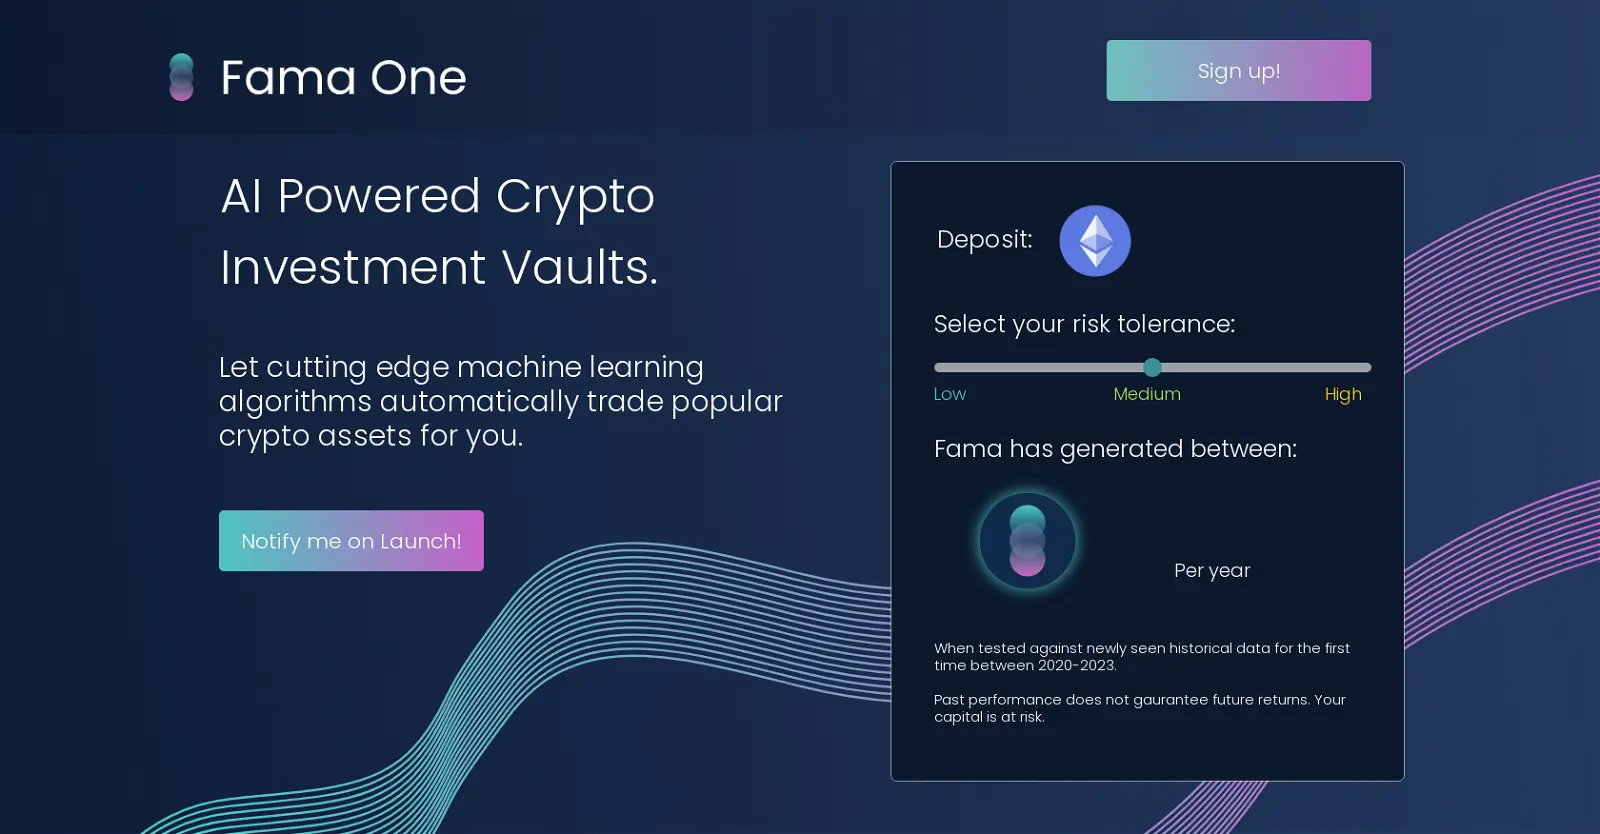 Fama One
Sign up!
AI Powered Crypto
Investment Vaults.
Let cutting edge machine learning
algorithms automatically trade popular
crypto assets for you.
Notify me on Launch!
Deposit:
Select your risk tolerance:
Low Medium High
Fama has generated between:
Per year
When tested against newly seen historical data for the first
time between 2020-2023.
Past performance does not gaurantee future returns. Your
capital is at risk.